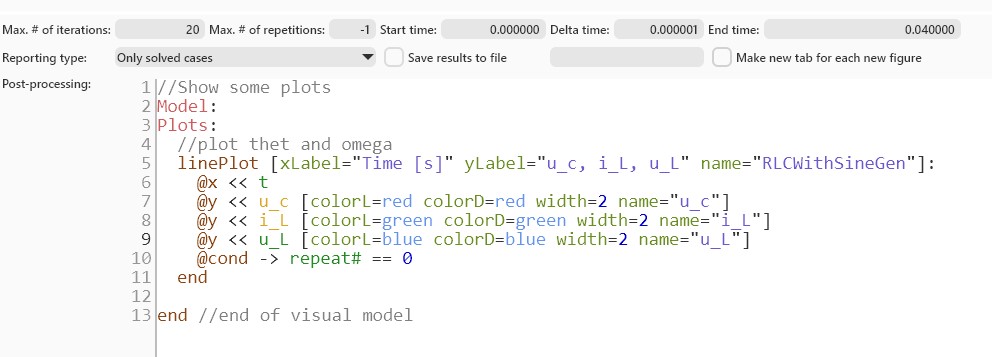 Max. # of iterations: 20 Max. # of repetitions: -1 Start time: 0.000000 Delta time: 0.000001 End time: 0.040000
Reporting type: Only solved cases Save results to file Make new tab for each new figure
Post-processing:
1 //Show some plots
2 Model:
3 Plots:
4   //plot thet and omega
5   linePlot [xLabel="Time [s]" yLabel="u_c, i_L, u_L" name="RLCWithSineGen"]:
6     @x << t
7     @y << u_c [colorL=red colorD=red width=2 name="u_c"]
8     @y << i_L [colorL=green colorD=green width=2 name="i_L"]
9     @y << u_L [colorL=blue colorD=blue width=2 name="u_L"]
10     @cond -> repeat# == 0
11   end
12
13 end //end of visual model